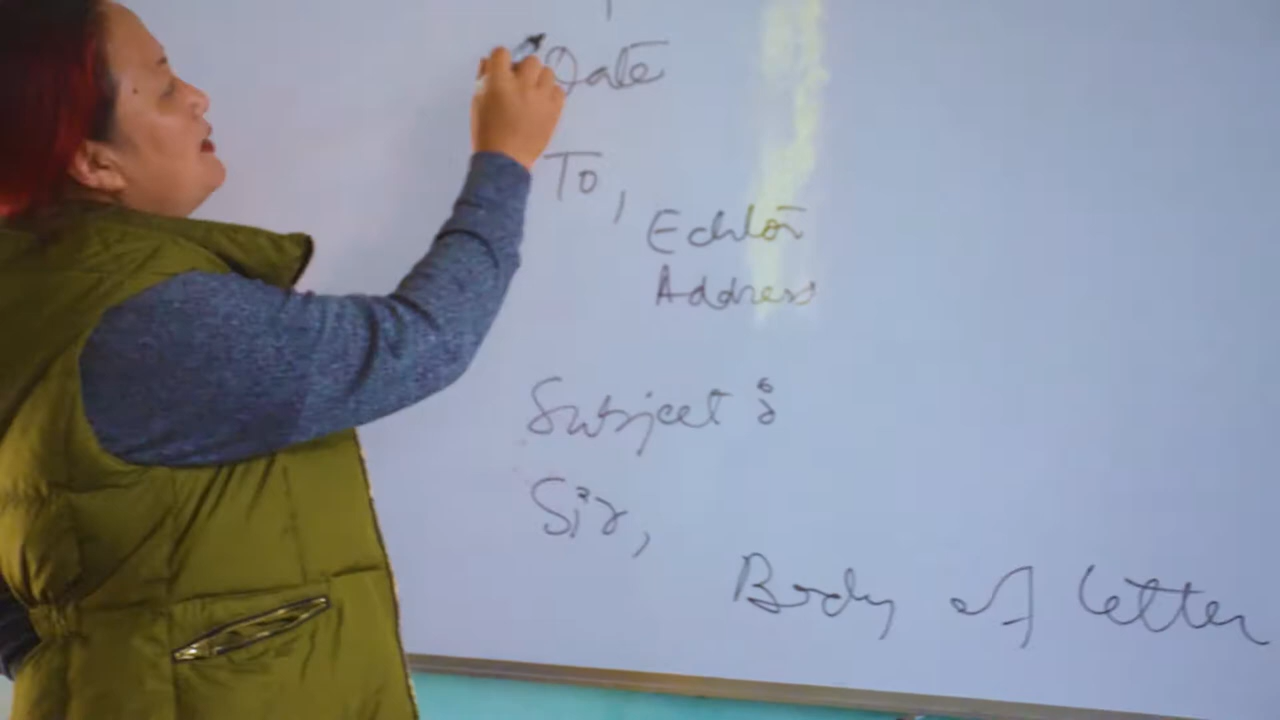 Date
To,
Editor
Address
Subject :
Sir,
Body of letter